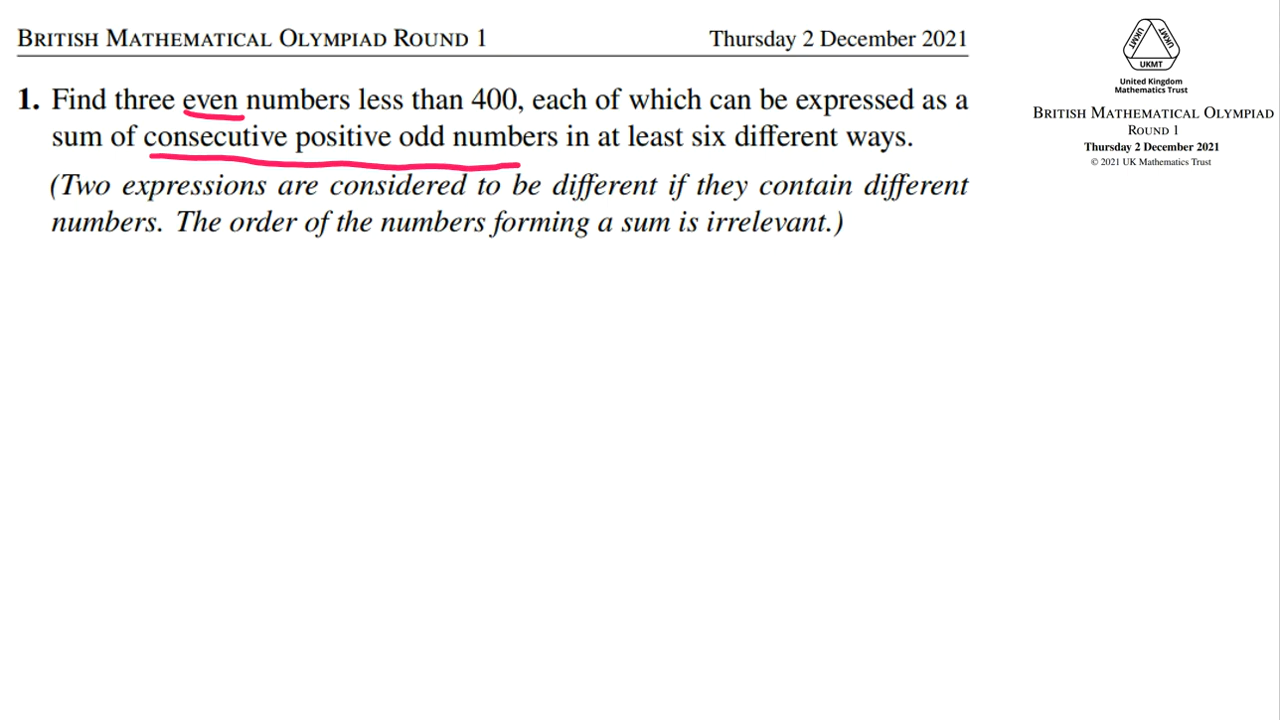 BRITISH MATHEMATICAL OLYMPIAD ROUND 1 Thursday 2 December 2021
1. Find three even numbers less than 400, each of which can be expressed as a
sum of consecutive positive odd numbers in at least six different ways.
(Two expressions are considered to be different if they contain different
numbers. The order of the numbers forming a sum is irrelevant.)
UKMT UKMT
UKMT
United Kingdom
Mathematics Trust
BRITISH MATHEMATICAL OLYMPIAD
ROUND 1
Thursday 2 December 2021
© 2021 UK Mathematics Trust